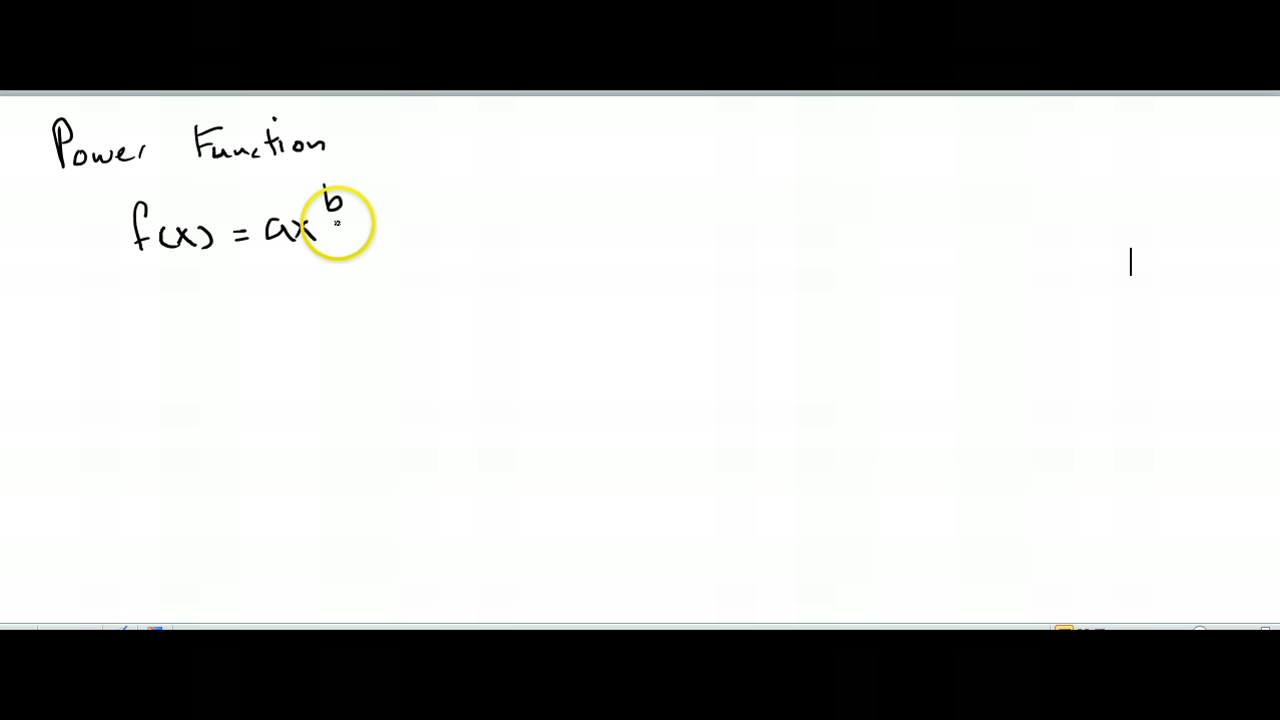 Power Function
f(x) = ax^b